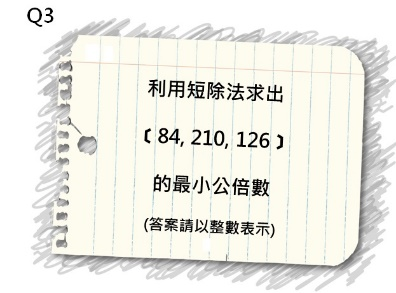 Q3
利用短除法求出
〔 84, 210, 126 〕
的最小公倍數
(答案請以整數表示)